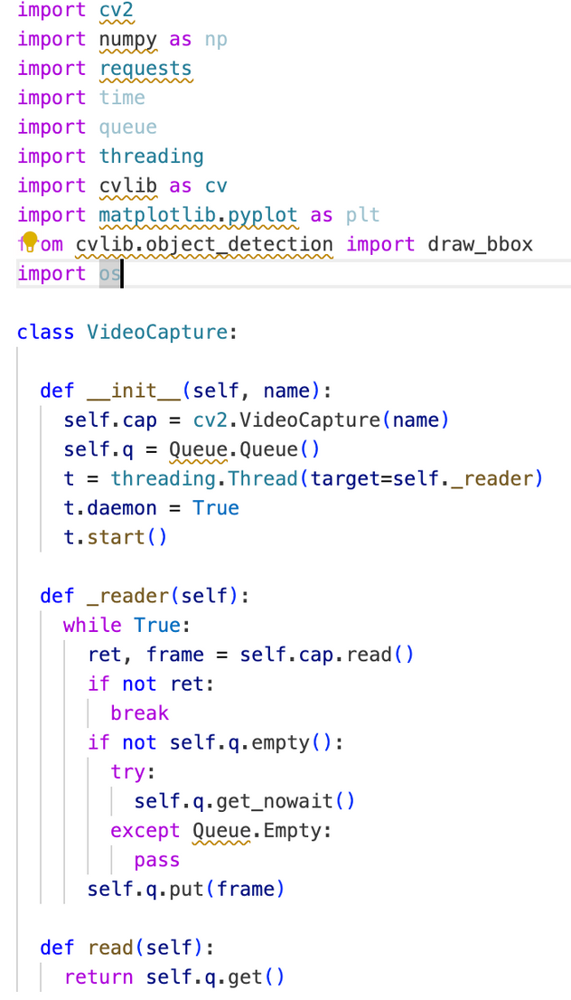 import cv2
import numpy as np
import requests
import time
import queue
import threading
import cvlib as cv
import matplotlib.pyplot as plt
from cvlib.object_detection import draw_bbox
import os
class VideoCapture:
def __init__(self, name):
self.cap = cv2.VideoCapture(name)
self.q = Queue.Queue()
t = threading.Thread(target=self._reader)
t.daemon = True
t.start()
def _reader(self):
while True:
ret, frame = self.cap.read()
if not ret:
break
if not self.q.empty():
try:
self.q.get_nowait()
except Queue.Empty:
pass
self.q.put(frame)
def read(self):
return self.q.get()